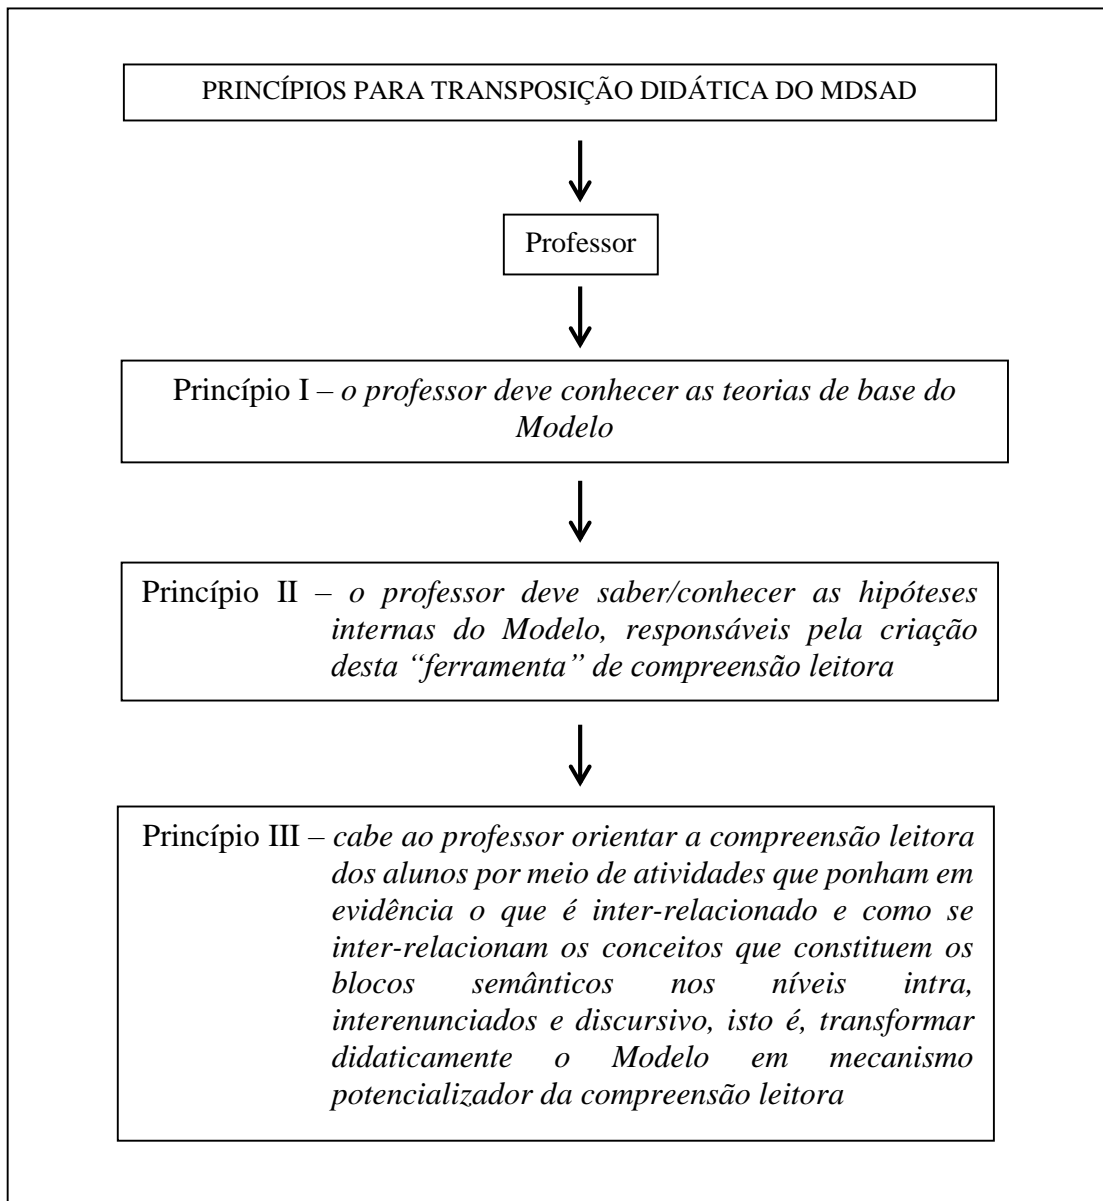 PRINCÍPIOS PARA TRANSPOSIÇÃO DIDÁTICA DO MDSAD
Professor
Princípio I – o professor deve conhecer as teorias de base do
Modelo
Princípio II – o professor deve saber/conhecer as hipóteses
internas do Modelo, responsáveis pela criação
desta “ferramenta” de compreensão leitora
Princípio III – cabe ao professor orientar a compreensão leitora
dos alunos por meio de atividades que ponham em
evidência o que é inter-relacionado e como se
inter-relacionam os conceitos que constituem os
blocos semânticos nos níveis intra,
interenunciados e discursivo, isto é, transformar
didaticamente o Modelo em mecanismo
potencializador da compreensão leitora